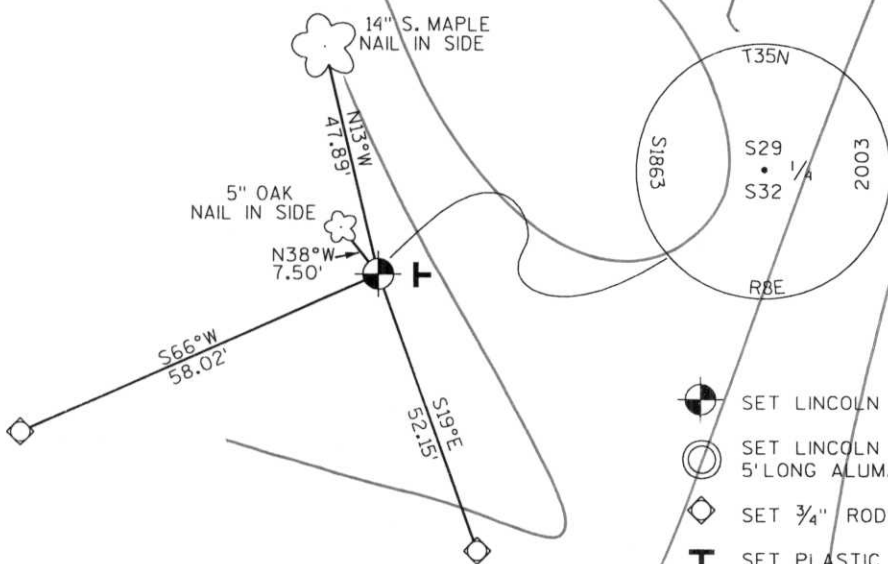 14" S. MAPLE
NAIL IN SIDE
N13°W
47.89'
5" OAK
NAIL IN SIDE
N38°W
7.50'
S66°W
58.02'
S19°E
52.15'
T35N
S1863
S29
1/4
S32
2003
R8E
SET LINCOLN
SET LINCOLN
5' LONG ALUM.
SET 3/4" ROD
SET PLASTIC